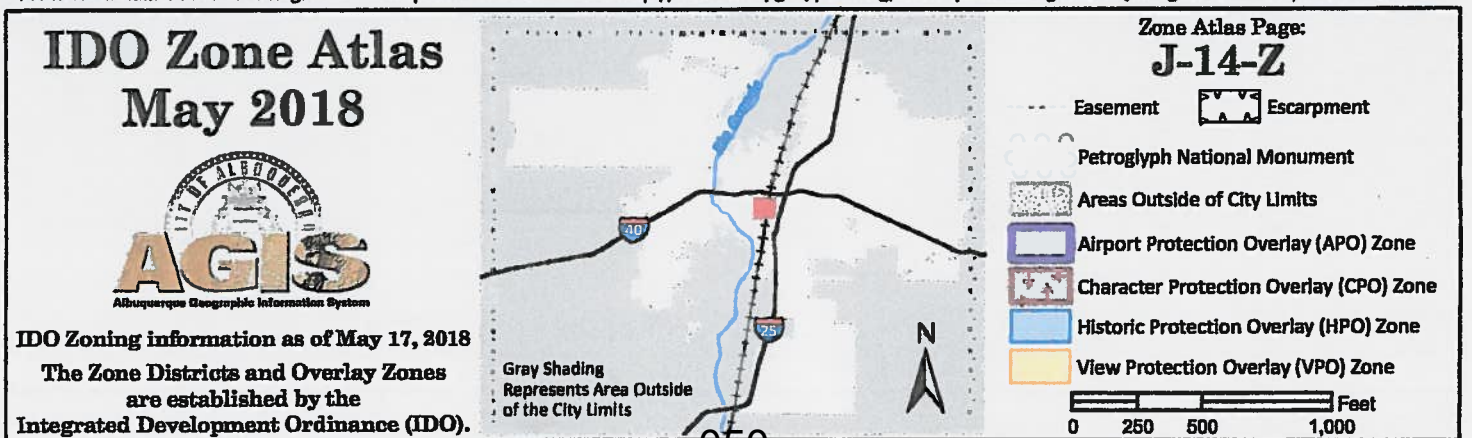 IDO Zone Atlas
May 2018
AGIS
Albuquerque Geographic Information System
IDO Zoning information as of May 17, 2018
The Zone Districts and Overlay Zones
are established by the
Integrated Development Ordinance (IDO).
40
25
N
Gray Shading
Represents Area Outside
of the City Limits
050
Zone Atlas Page:
J-14-Z
Easement
Escarpment
Petroglyph National Monument
Areas Outside of City Limits
Airport Protection Overlay (APO) Zone
Character Protection Overlay (CPO) Zone
Historic Protection Overlay (HPO) Zone
View Protection Overlay (VPO) Zone
Feet
0 250 500 1,000